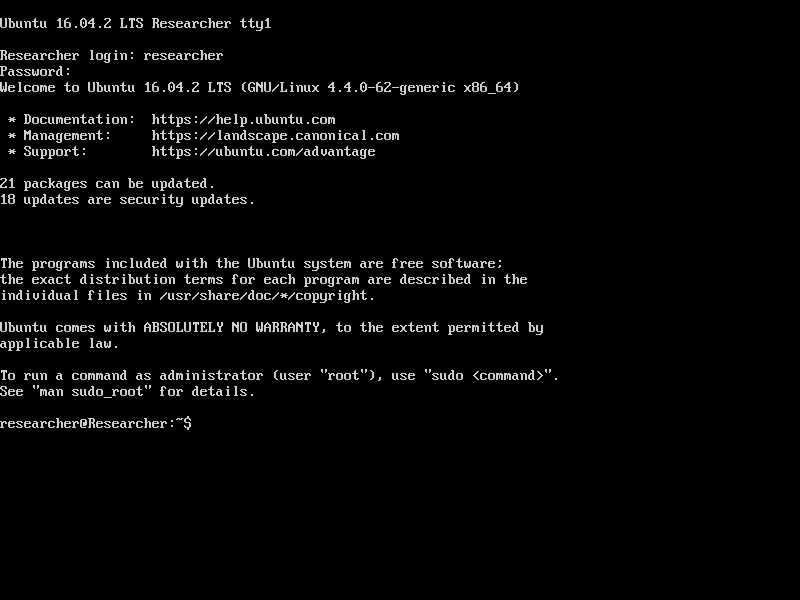 Ubuntu 16.04.2 LTS Researcher tty1
Researcher login: researcher
Password:
Welcome to Ubuntu 16.04.2 LTS (GNU/Linux 4.4.0-62-generic x86_64)
* Documentation:  https://help.ubuntu.com
* Management:     https://landscape.canonical.com
* Support:        https://ubuntu.com/advantage
21 packages can be updated.
18 updates are security updates.
The programs included with the Ubuntu system are free software;
the exact distribution terms for each program are described in the
individual files in /usr/share/doc/*/copyright.
Ubuntu comes with ABSOLUTELY NO WARRANTY, to the extent permitted by
applicable law.
To run a command as administrator (user "root"), use "sudo <command>".
See "man sudo_root" for details.
researcher@Researcher:~$